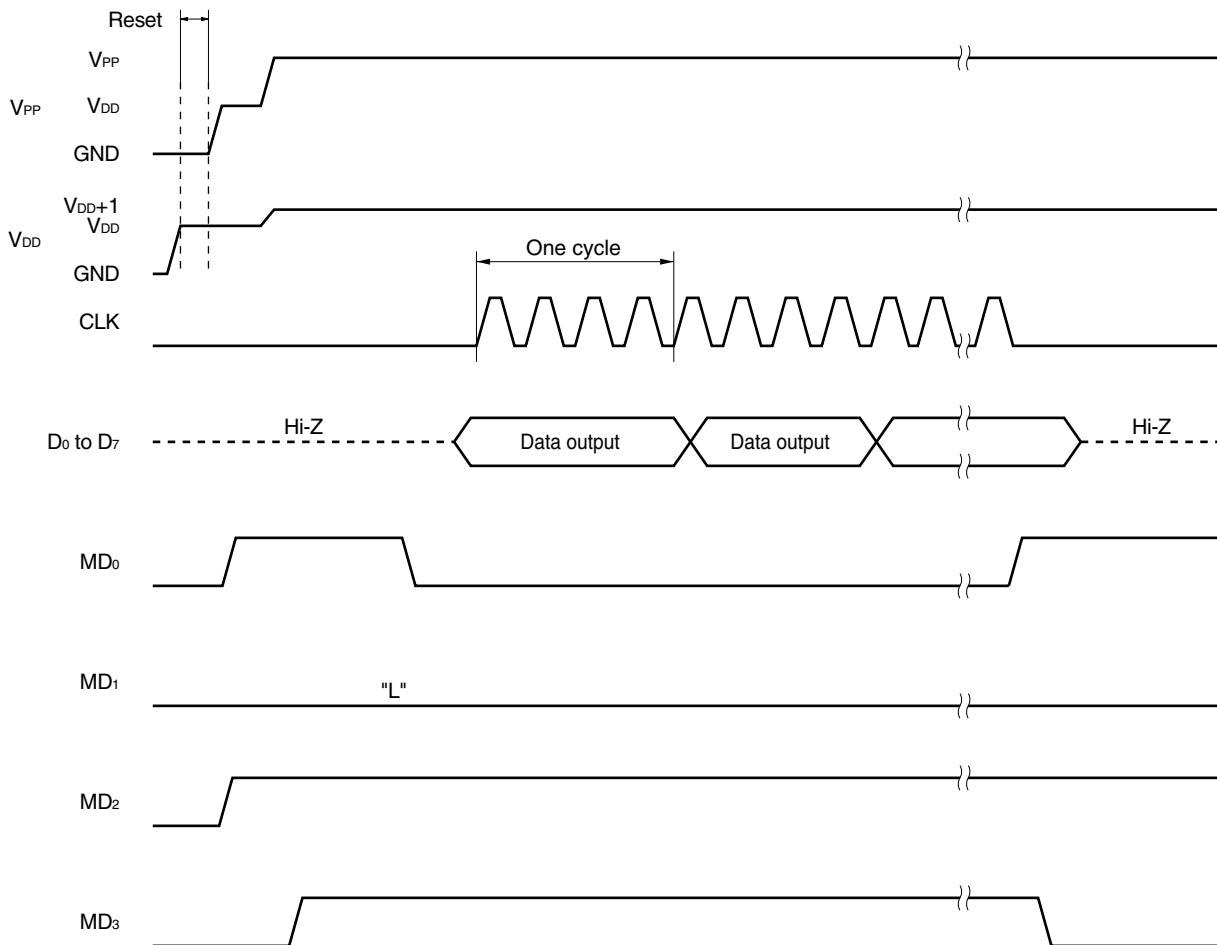 Reset
VPP
VPP VDD
GND
VDD+1
VDD VDD
GND
One cycle
CLK
D0 to D7 Hi-Z Data output Data output Hi-Z
MD0
MD1 "L"
MD2
MD3